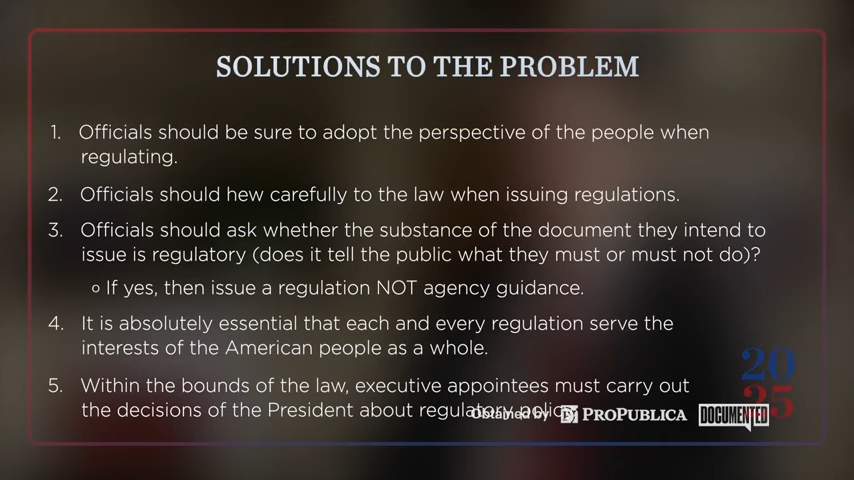 SOLUTIONS TO THE PROBLEM
1. Officials should be sure to adopt the perspective of the people when
regulating.
2. Officials should hew carefully to the law when issuing regulations.
3. Officials should ask whether the substance of the document they intend to
issue is regulatory (does it tell the public what they must or must not do)?
o If yes, then issue a regulation NOT agency guidance.
4. It is absolutely essential that each and every regulation serve the
interests of the American people as a whole.
5. Within the bounds of the law, executive appointees must carry out
the decisions of the President about regulatory policy
20
25
Obtained by PROPUBLICA DOCUMENTED